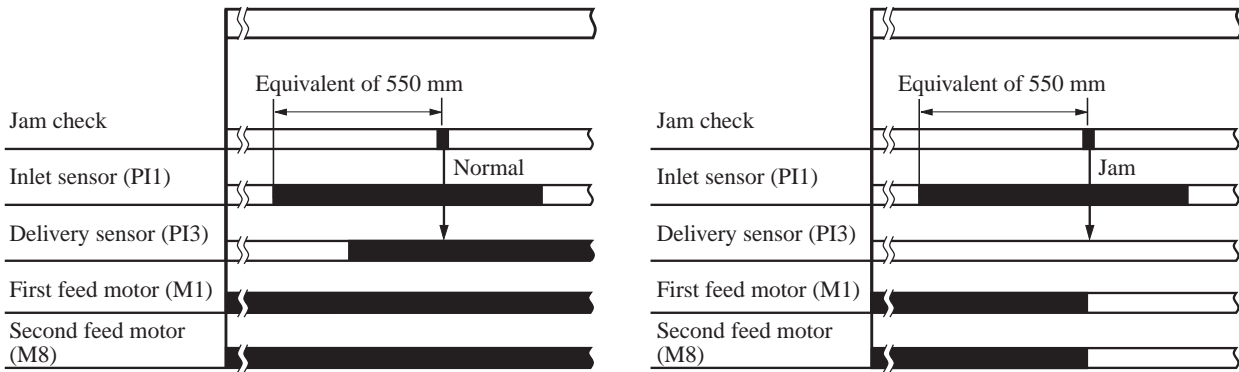 Equivalent of 550 mm
Jam check
Normal
Inlet sensor (PI1)
Delivery sensor (PI3)
First feed motor (M1)
Second feed motor
(M8)
Equivalent of 550 mm
Jam check
Jam
Inlet sensor (PI1)
Delivery sensor (PI3)
First feed motor (M1)
Second feed motor
(M8)